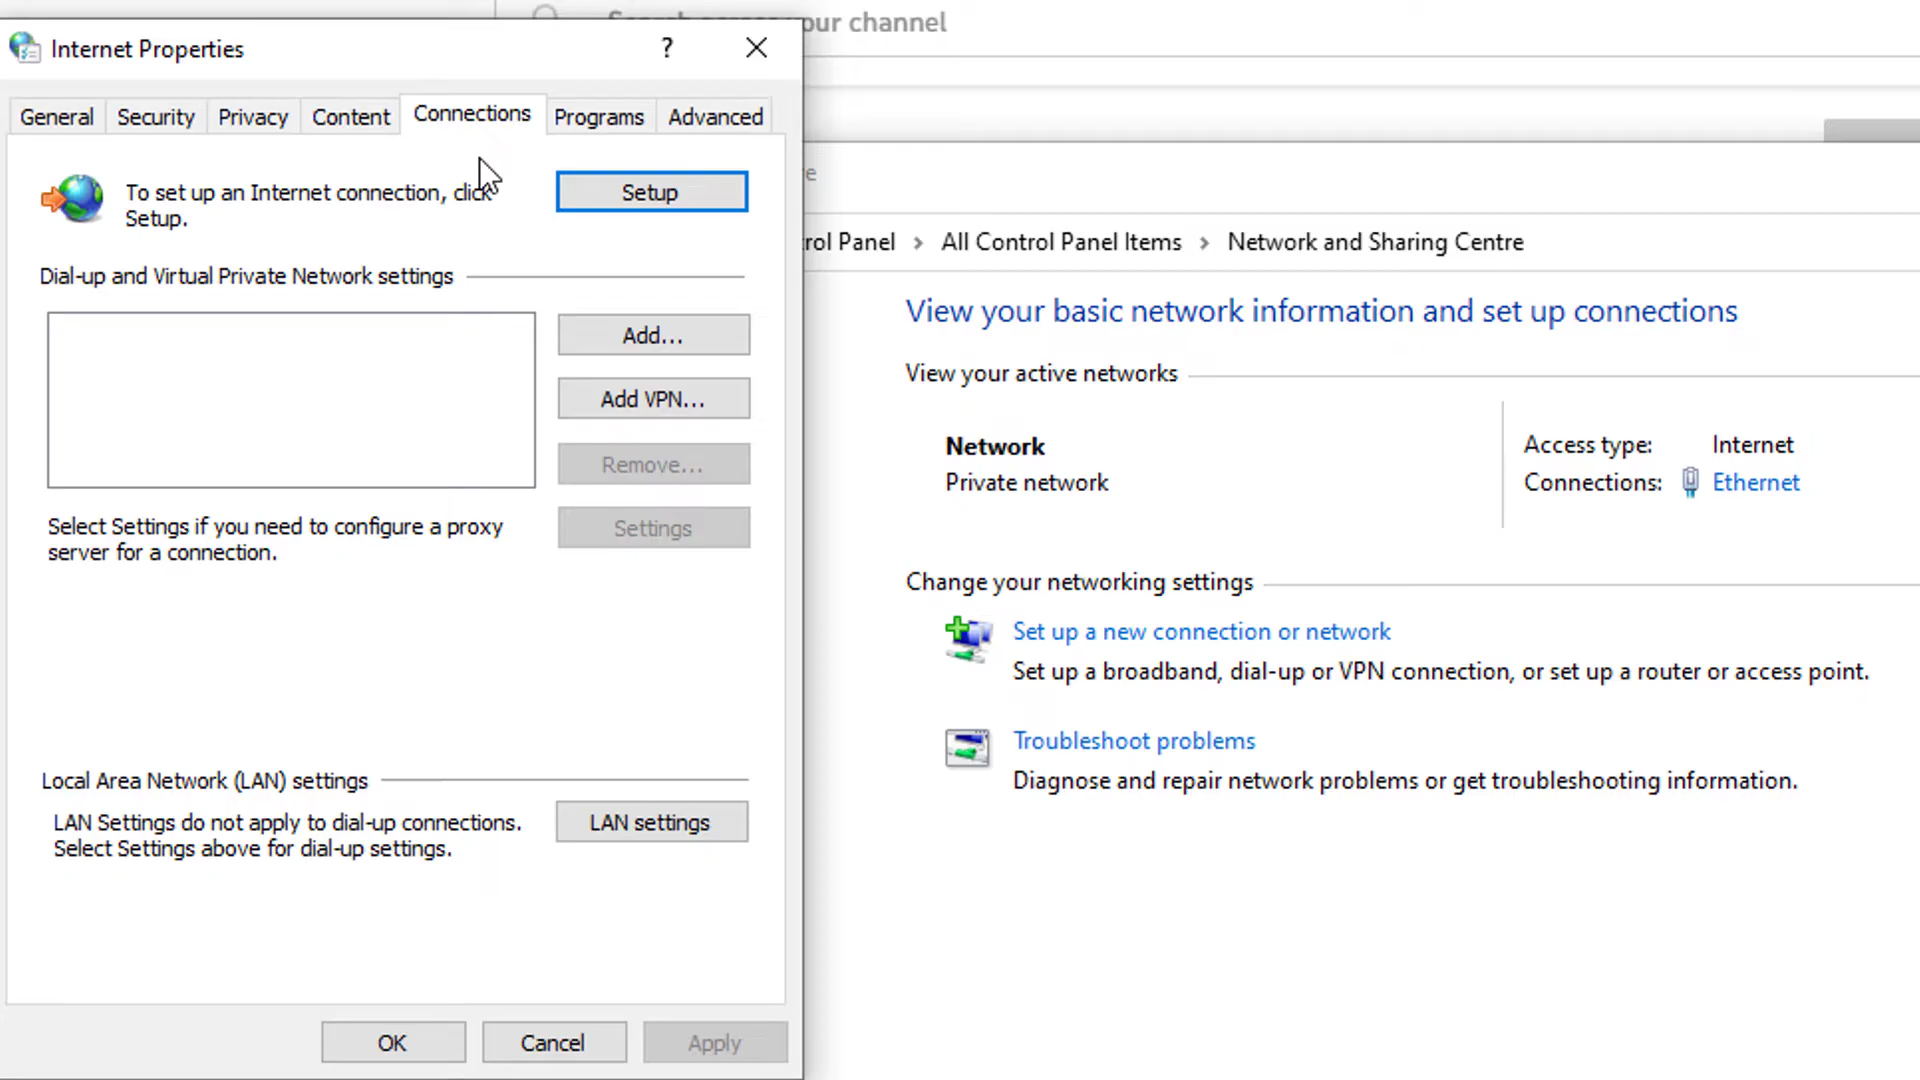 Search across your channel
Internet Properties
?
General
Security
Privacy
Content
Connections
Programs
Advanced
To set up an Internet connection, click
Setup.
Setup
Dial-up and Virtual Private Network settings
Add...
Add VPN...
Remove...
Settings
Select Settings if you need to configure a proxy
server for a connection.
Local Area Network (LAN) settings
LAN Settings do not apply to dial-up connections.
Select Settings above for dial-up settings.
LAN settings
OK
Cancel
Apply
e
rol Panel > All Control Panel Items > Network and Sharing Centre
View your basic network information and set up connections
View your active networks
Network
Private network
Access type: Internet
Connections: Ethernet
Change your networking settings
Set up a new connection or network
Set up a broadband, dial-up or VPN connection, or set up a router or access point.
Troubleshoot problems
Diagnose and repair network problems or get troubleshooting information.